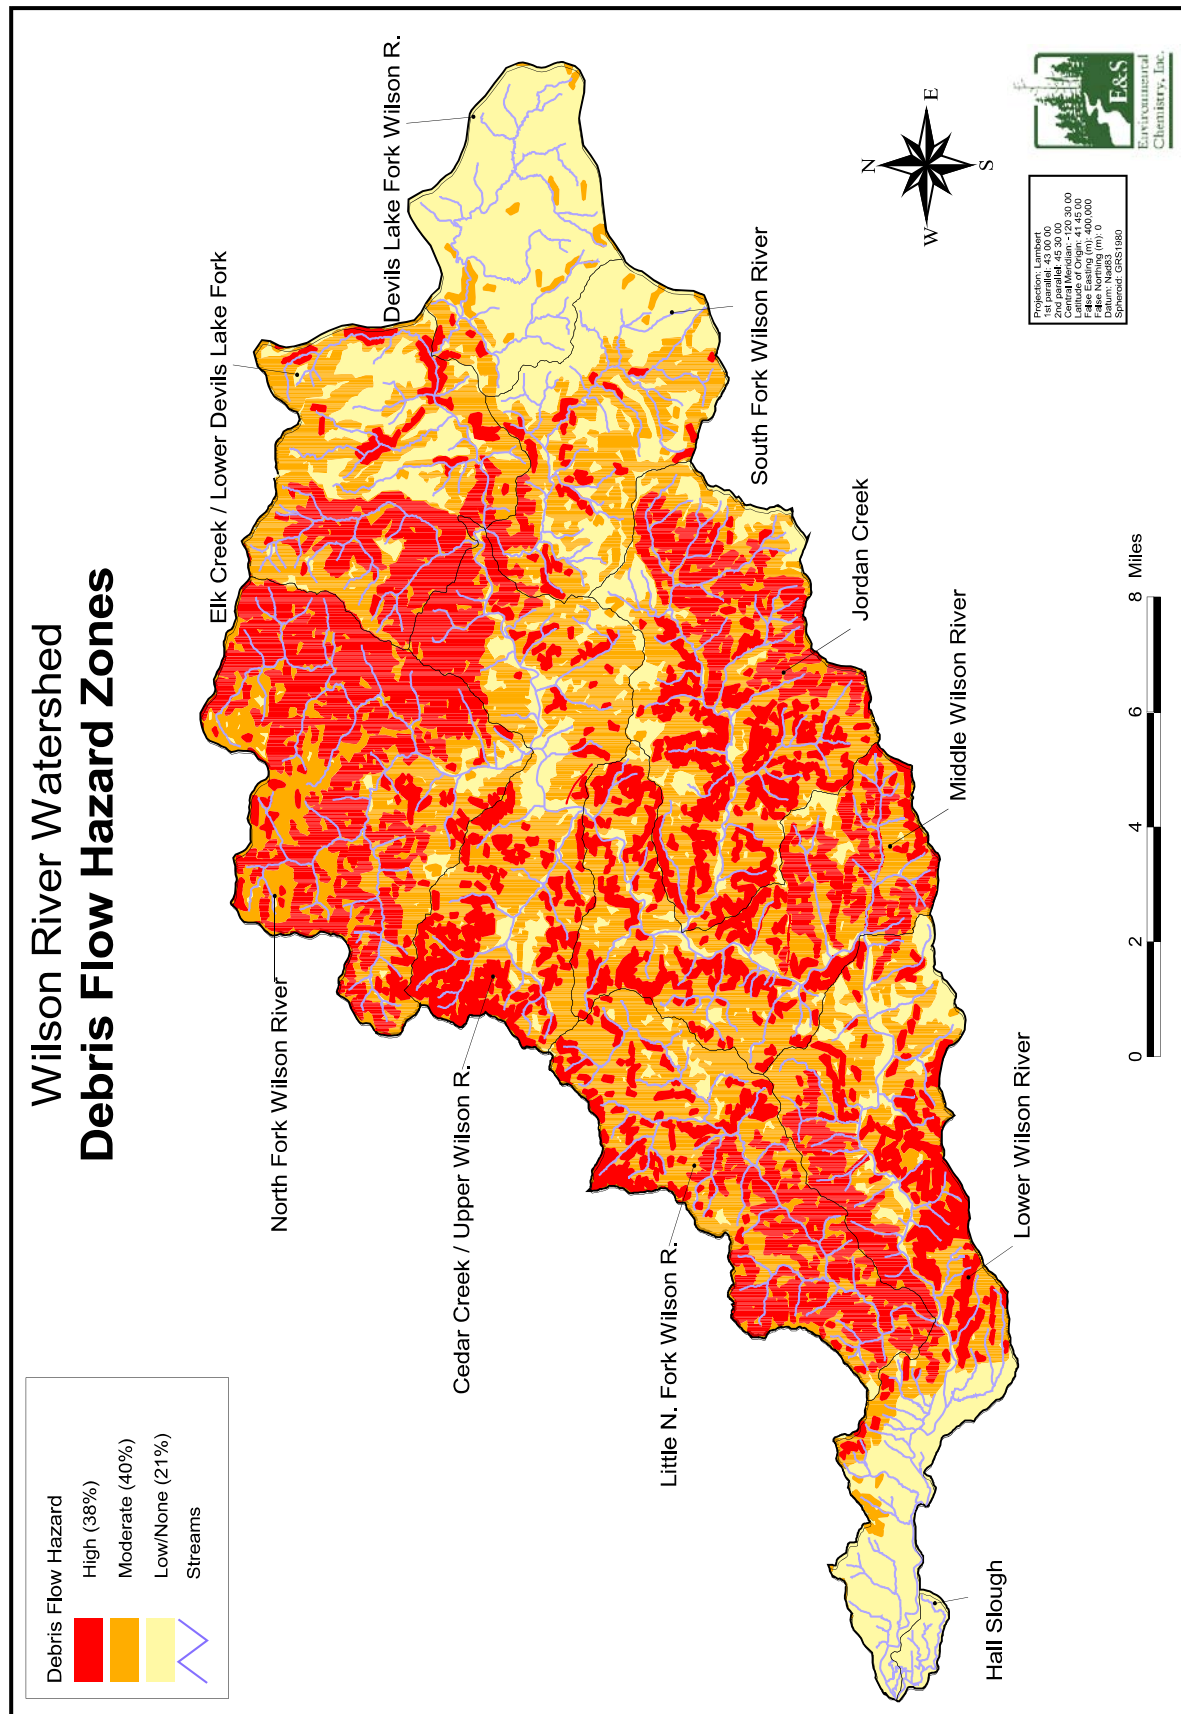 Wilson River Watershed
Debris Flow Hazard Zones
Devils Lake Fork Wilson R.
Elk Creek / Lower Devils Lake Fork
South Fork Wilson River
Jordan Creek
Middle Wilson River
North Fork Wilson River
Cedar Creek / Upper Wilson R.
Little N. Fork Wilson R.
Lower Wilson River
Hall Slough
Debris Flow Hazard
High (38%)
Moderate (40%)
Low/None (21%)
Streams
0 2 4 6 8 Miles
N
W E
S
Projection: Lambert
1st parallel: 43 00 00
2nd parallel: 45 30 00
Central Meridian: -120 30 00
Latitude of Origin: 41 45 00
False Easting (m): 400,000
False Northing (m): 0
Datum: Nad83
Spheroid: GRS1980
E&S
Environmental
Chemistry, Inc.